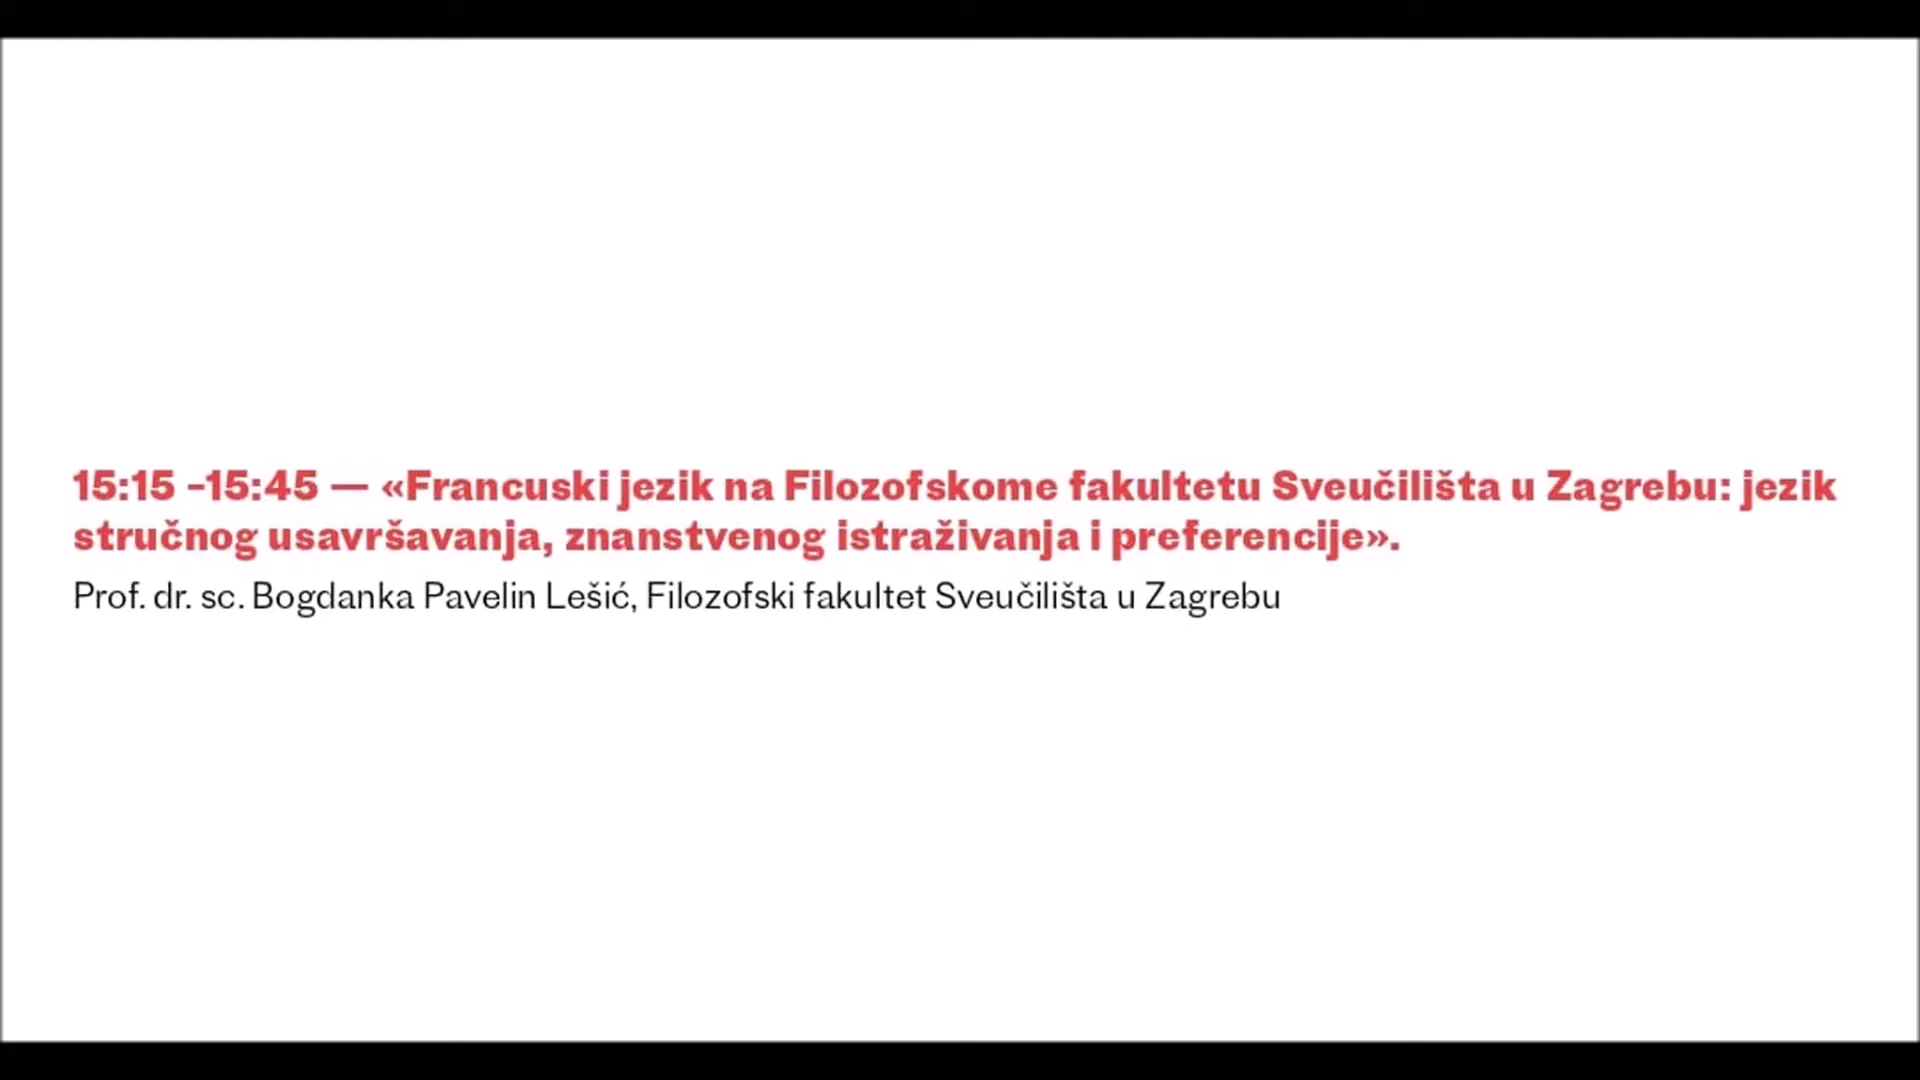 15:15 -15:45 — «Francuski jezik na Filozofskome fakultetu Sveučilišta u Zagrebu: jezik
stručnog usavršavanja, znanstvenog istraživanja i preferencije».
Prof. dr. sc. Bogdanka Pavelin Lešić, Filozofski fakultet Sveučilišta u Zagrebu